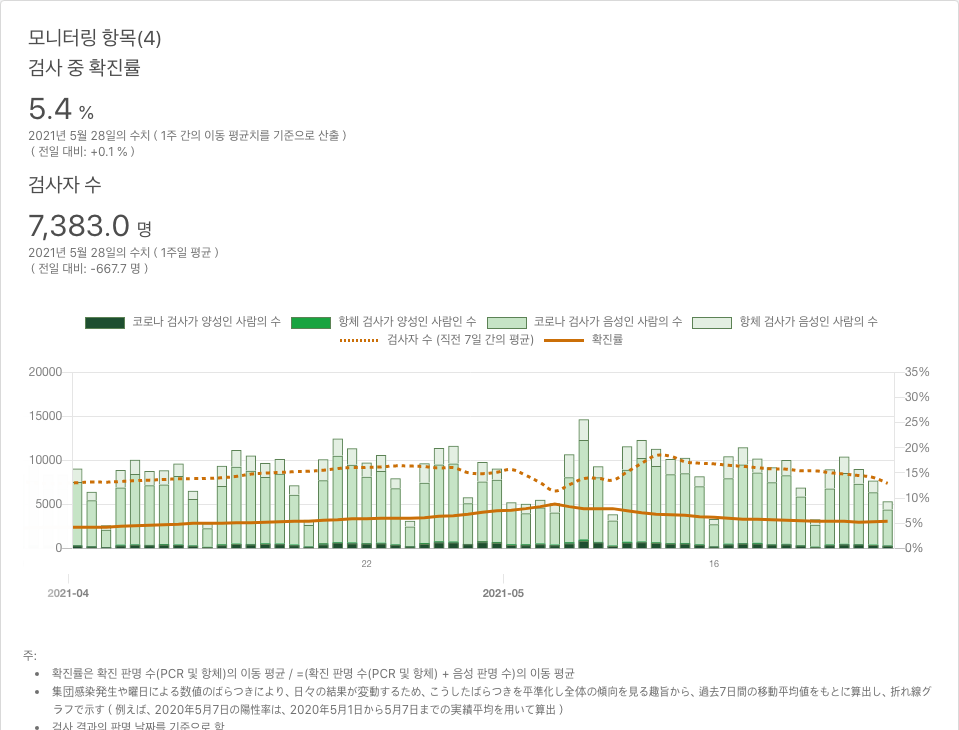 모니터링 항목(4)
검사 중 확진률
5.4 %
2021년 5월 28일의 수치 ( 1주 간의 이동 평균치를 기준으로 산출 )
( 전일 대비: +0.1 % )
검사자 수
7,383.0 명
2021년 5월 28일의 수치 ( 1주일 평균 )
( 전일 대비: -667.7 명 )
코로나 검사가 양성인 사람의 수 항체 검사가 양성인 사람인 수 코로나 검사가 음성인 사람의 수 항체 검사가 음성인 사람의 수
검사자 수 (직전 7일 간의 평균) 확진률
20000 35%
30%
15000 25%
20%
10000 15%
5000 10%
5%
0 0%
22 16
2021-04 2021-05
주:
• 확진률은 확진 판명 수(PCR 및 항체)의 이동 평균 / =(확진 판명 수(PCR 및 항체) + 음성 판명 수)의 이동 평균
• 集団感染発生や曜日による数値のばらつきにより、日々の結果が変動するため、こうしたばらつきを平準化し全体の傾向を見る趣旨から、過去7日間の移動平均値をもとに算出し、折れ線グ
ラフで示す ( 例えば、2020年5月7日の陽性率は、2020年5月1日から5月7日までの実績平均を用いて算出 )
• 검사 결과의 판명 날짜를 기준으로 함